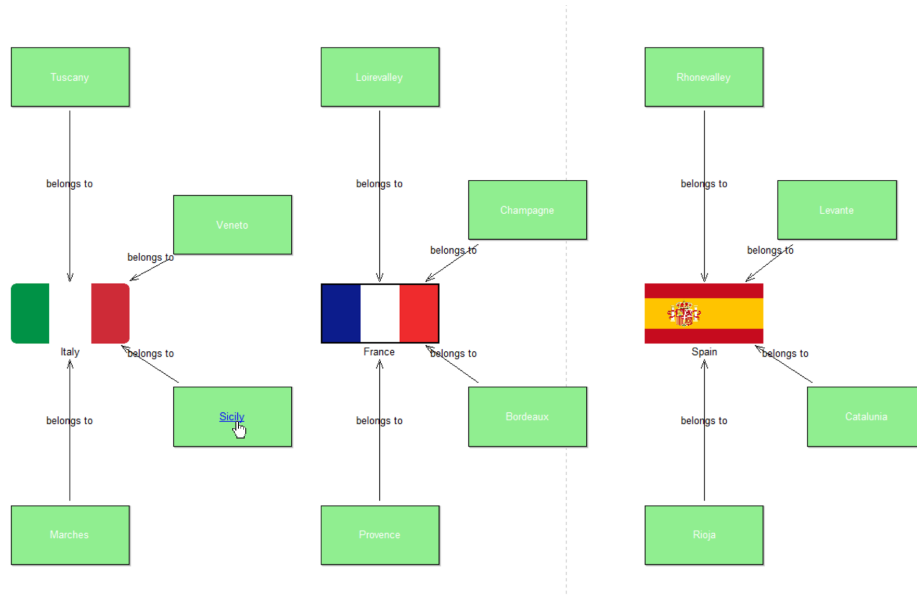 Tuscany
Loirevalley
Rhonevalley
belongs to
belongs to
belongs to
Veneto
Champagne
Levante
belongs to
belongs to
belongs to
Italy
France
Spain
belongs to
belongs to
belongs to
Sicily
Bordeaux
Catalunia
belongs to
belongs to
belongs to
Marches
Provence
Rioja